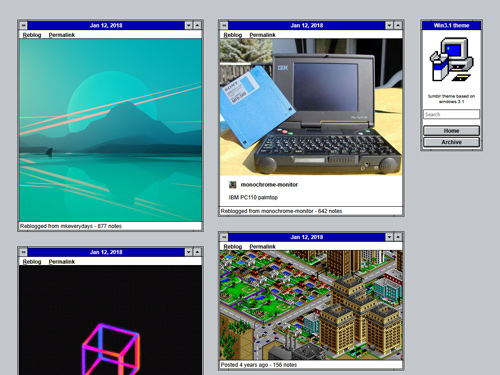 Jan 12, 2018
Reblog Permalink
Reblogged from mkeverydays - 877 notes
Jan 12, 2018
Reblog Permalink
Jan 12, 2018
Reblog Permalink
SONY
IBM
monochrome-monitor
IBM PC110 palmtop
Reblogged from monochrome-monitor - 642 notes
Jan 12, 2018
Reblog Permalink
Posted 4 years ago - 156 notes
Win3.1 theme
tumblr theme based on
windows 3.1
Search
Home
Archive